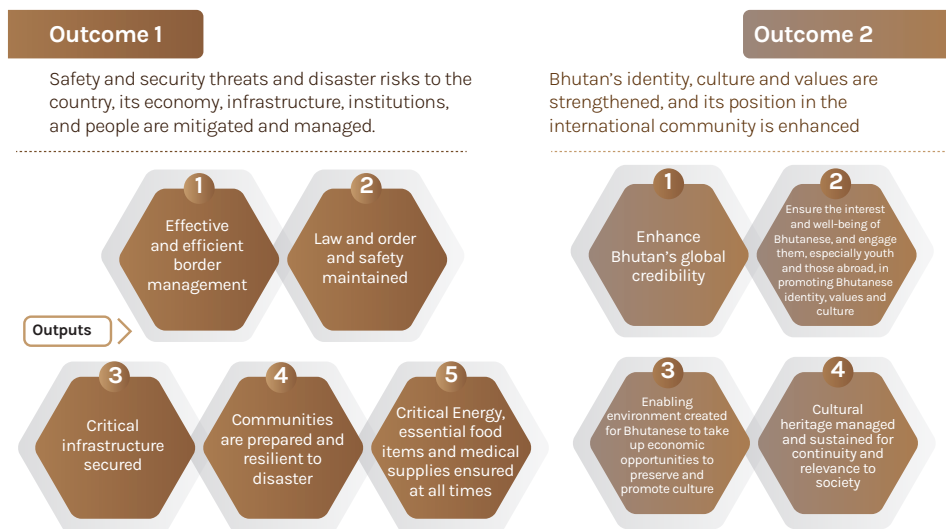 Outcome 1
Safety and security threats and disaster risks to the
country, its economy, infrastructure, institutions,
and people are mitigated and managed.
1
Effective
and efficient
border
management
2
Law and order
and safety
maintained
Outputs
3
Critical
infrastructure
secured
4
Communities
are prepared and
resilient to
disaster
5
Critical Energy,
essential food
items and medical
supplies ensured
at all times
Outcome 2
Bhutan's identity, culture and values are
strengthened, and its position in the
international community is enhanced
1
Enhance
Bhutan's global
credibility
2
Ensure the interest
and well-being of
Bhutanese, and engage
them, especially youth
and those abroad, in
promoting Bhutanese
identity, values and
culture
3
Enabling
environment created
for Bhutanese to take
up economic
opportunities to
preserve and
promote culture
4
Cultural
heritage managed
and sustained for
continuity and
relevance to
society